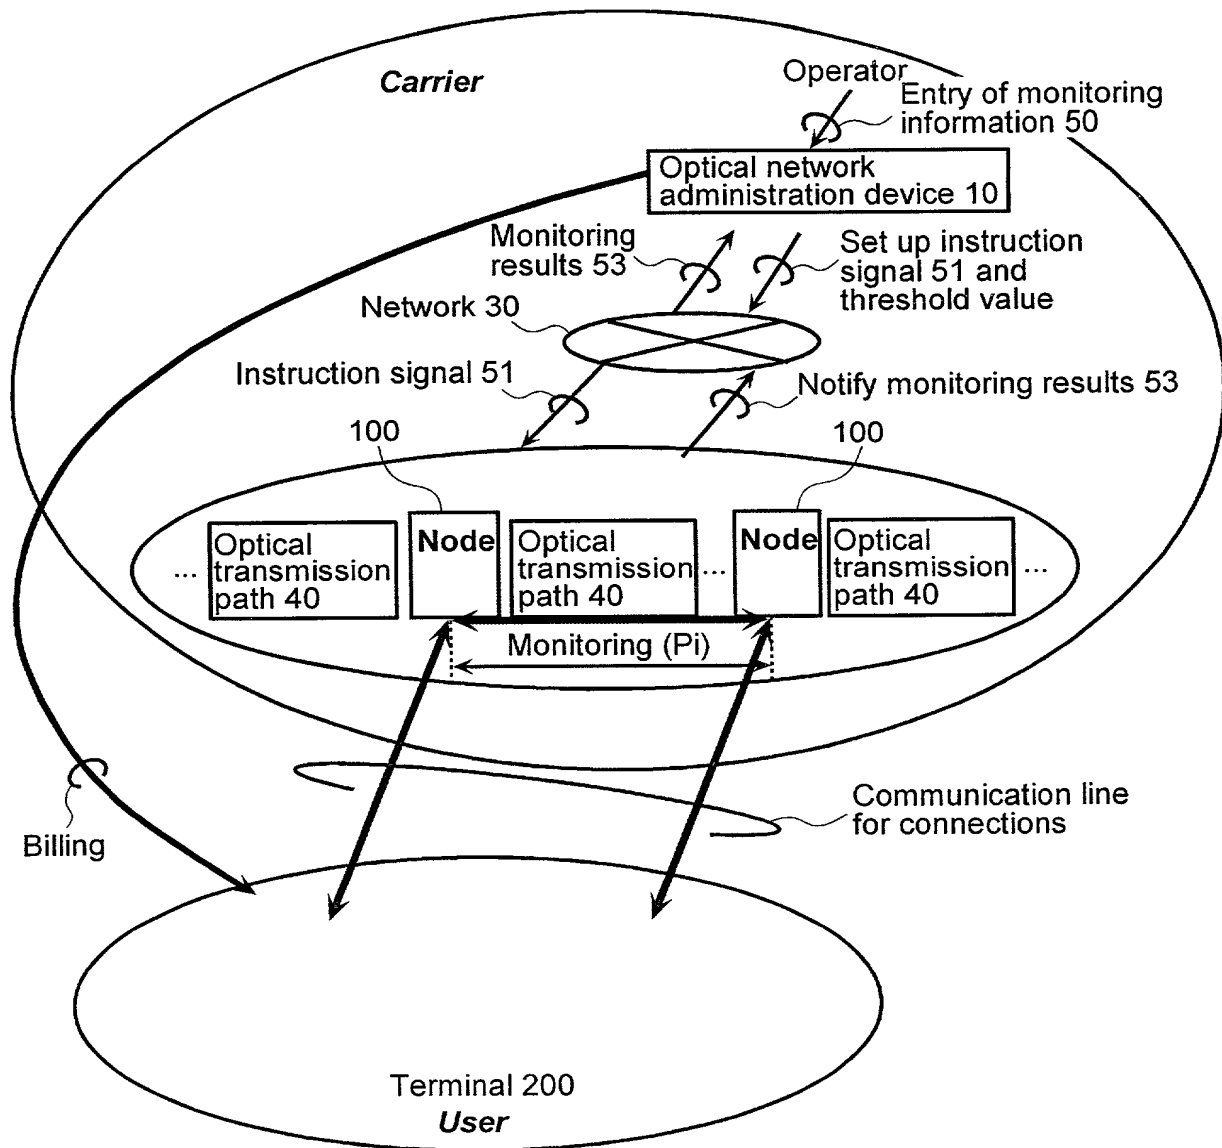 Carrier
Operator
Entry of monitoring
information 50
Optical network
administration device 10
Monitoring
results 53
Set up instruction
signal 51 and
threshold value
Network 30
Instruction signal 51
Notify monitoring results 53
100
100
...
Optical
transmission
path 40
Node
Optical
transmission
path 40
...
Node
Optical
transmission
path 40
...
Monitoring (Pi)
Communication line
for connections
Billing
Terminal 200
User